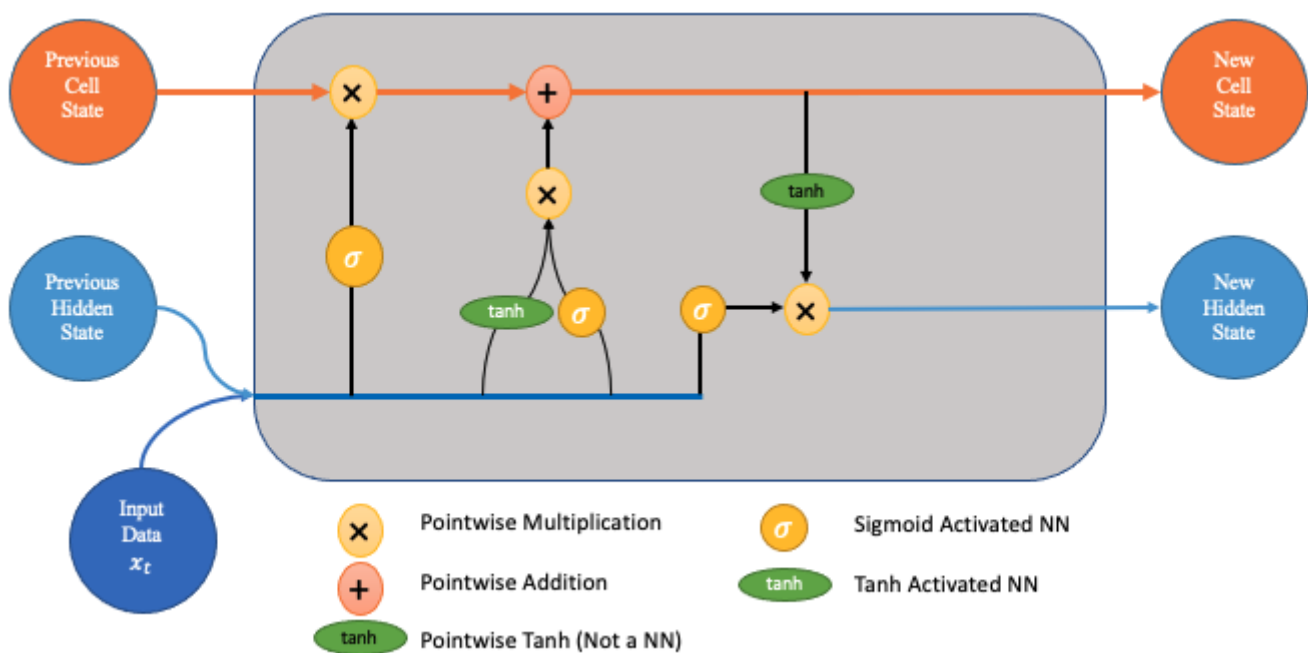 Previous
Cell
State
×
+
New
Cell
State
tanh
×
σ
Previous
Hidden
State
tanh
σ
σ
×
New
Hidden
State
Input
Data
xₜ
×
Pointwise Multiplication
σ
Sigmoid Activated NN
+
Pointwise Addition
tanh
Tanh Activated NN
tanh
Pointwise Tanh (Not a NN)